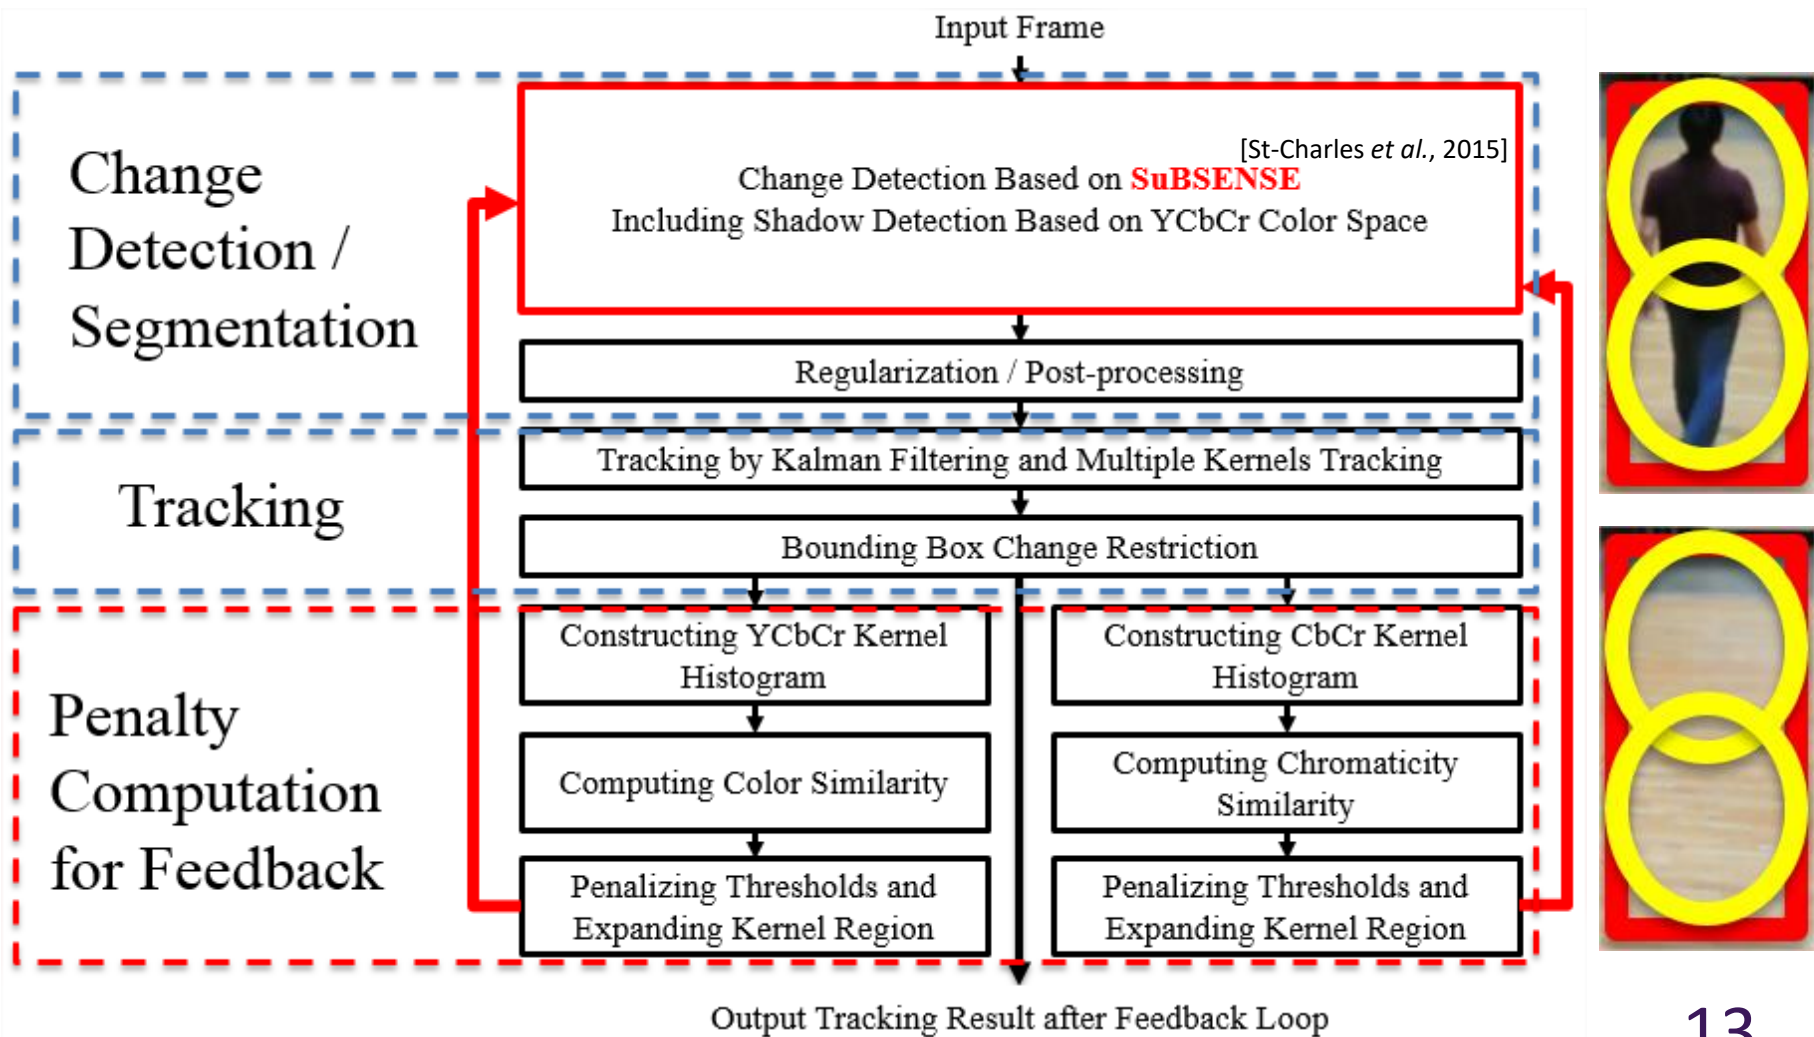 Input Frame
Change
Detection /
Segmentation
[St-Charles et al., 2015]
Change Detection Based on SuBSENSE
Including Shadow Detection Based on YCbCr Color Space
Regularization / Post-processing
Tracking
Tracking by Kalman Filtering and Multiple Kernels Tracking
Bounding Box Change Restriction
Penalty
Computation
for Feedback
Constructing YCbCr Kernel
Histogram
Computing Color Similarity
Penalizing Thresholds and
Expanding Kernel Region
Constructing CbCr Kernel
Histogram
Computing Chromaticity
Similarity
Penalizing Thresholds and
Expanding Kernel Region
Output Tracking Result after Feedback Loop
13